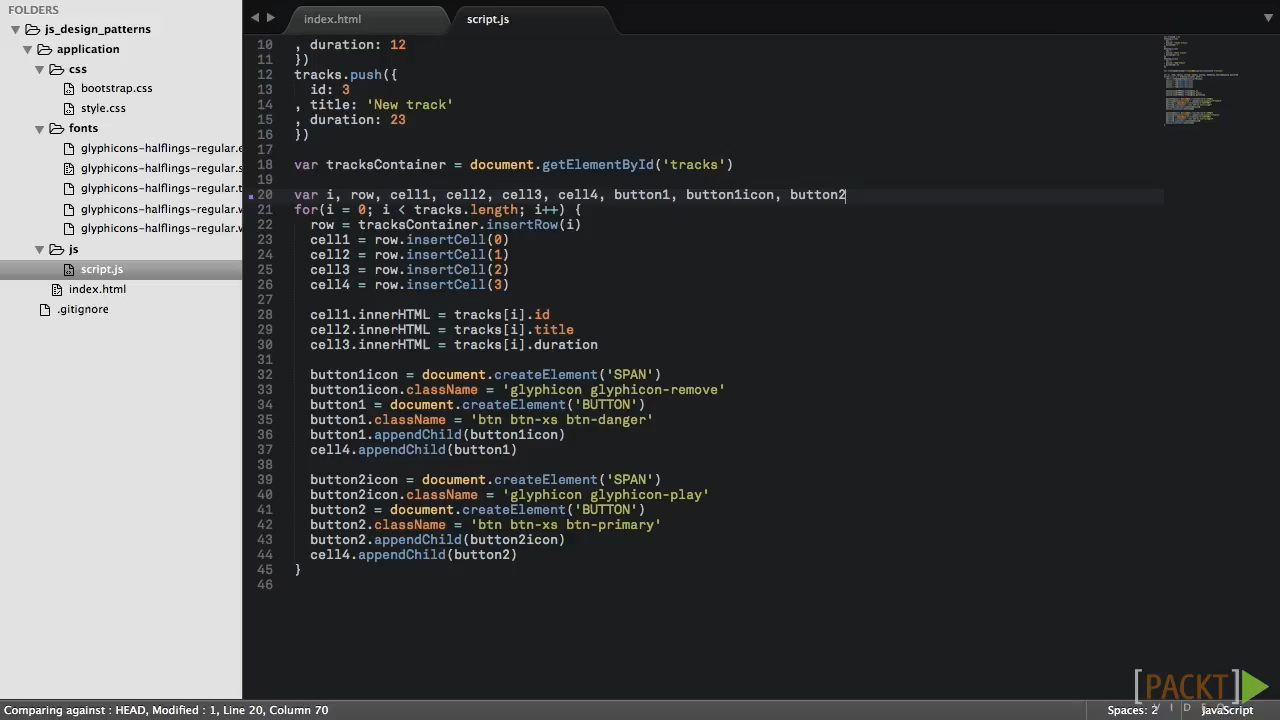 FOLDERS
js_design_patterns
application
css
bootstrap.css
style.css
fonts
glyphicons-halflings-regular.e
glyphicons-halflings-regular.s
glyphicons-halflings-regular.t
glyphicons-halflings-regular.w
glyphicons-halflings-regular.w
js
script.js
index.html
.gitignore
index.html
script.js
10 , duration: 12
11 })
12 tracks.push({
13 id: 3
14 , title: 'New track'
15 , duration: 23
16 })
17
18 var tracksContainer = document.getElementById('tracks')
19
20 var i, row, cell1, cell2, cell3, cell4, button1, button1icon, button2
21 for(i = 0; i < tracks.length; i++) {
22 row = tracksContainer.insertRow(i)
23 cell1 = row.insertCell(0)
24 cell2 = row.insertCell(1)
25 cell3 = row.insertCell(2)
26 cell4 = row.insertCell(3)
27
28 cell1.innerHTML = tracks[i].id
29 cell2.innerHTML = tracks[i].title
30 cell3.innerHTML = tracks[i].duration
31
32 button1icon = document.createElement('SPAN')
33 button1icon.className = 'glyphicon glyphicon-remove'
34 button1 = document.createElement('BUTTON')
35 button1.className = 'btn btn-xs btn-danger'
36 button1.appendChild(button1icon)
37 cell4.appendChild(button1)
38
39 button2icon = document.createElement('SPAN')
40 button2icon.className = 'glyphicon glyphicon-play'
41 button2 = document.createElement('BUTTON')
42 button2.className = 'btn btn-xs btn-primary'
43 button2.appendChild(button2icon)
44 cell4.appendChild(button2)
45 }
46
[PACKT]
VIDEO
Comparing against : HEAD, Modified : 1, Line 20, Column 70
Spaces: 2
JavaScript